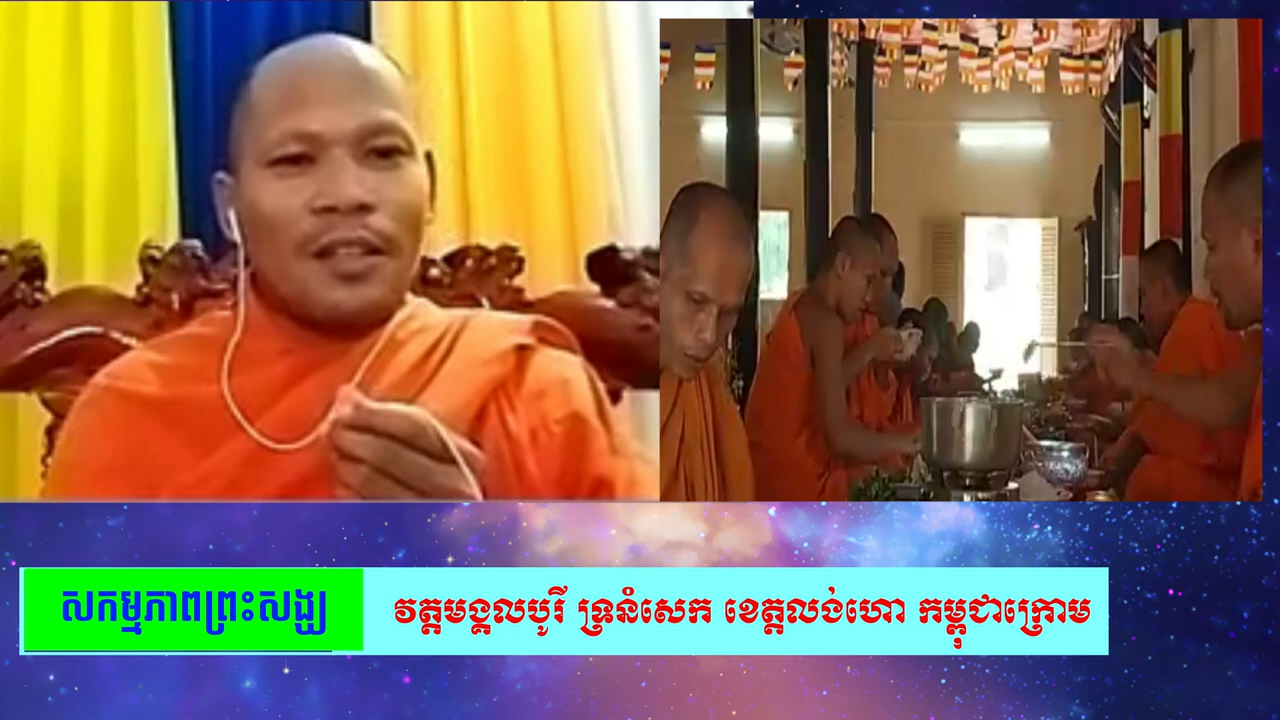 សកម្មភាពព្រះសង្ឃ
វត្តមង្គលបូរី ទ្រនំសេក ខេត្តលង់ហោ កម្ពុជាក្រោម